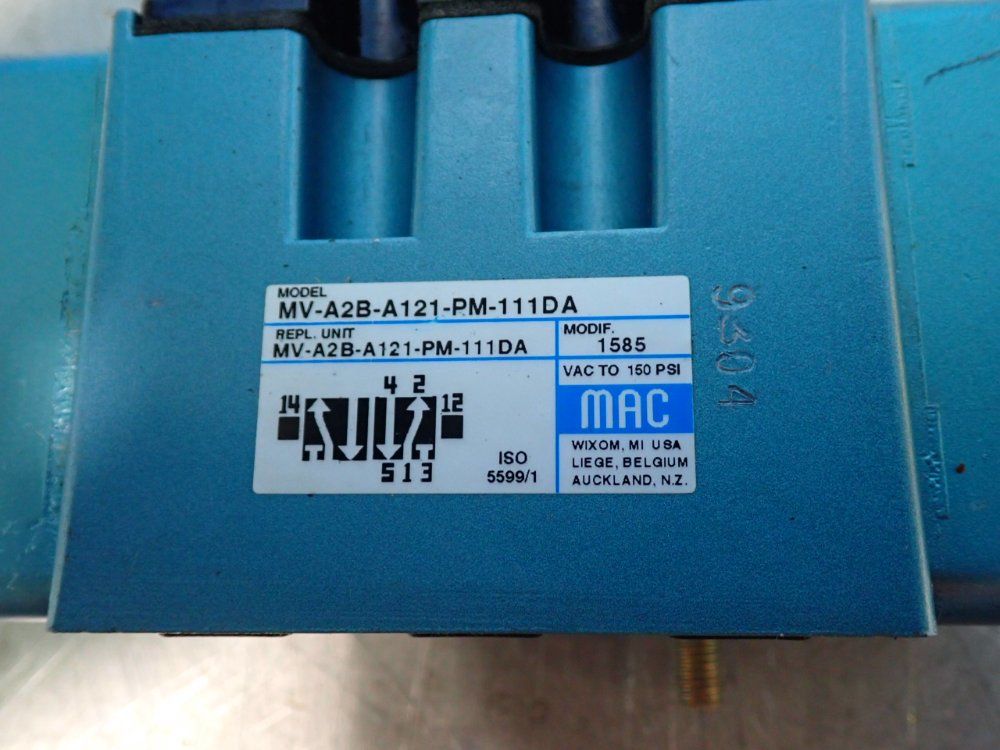 MODEL
MV-A2B-A121-PM-111DA
REPL. UNIT
MV-A2B-A121-PM-111DA
MODIF.
1585
VAC TO 150 PSI
MAC
WIXOM, MI USA
LIEGE, BELGIUM
AUCKLAND, N.Z.
4 2
14 12
5 1 3
ISO
5599/1
9304